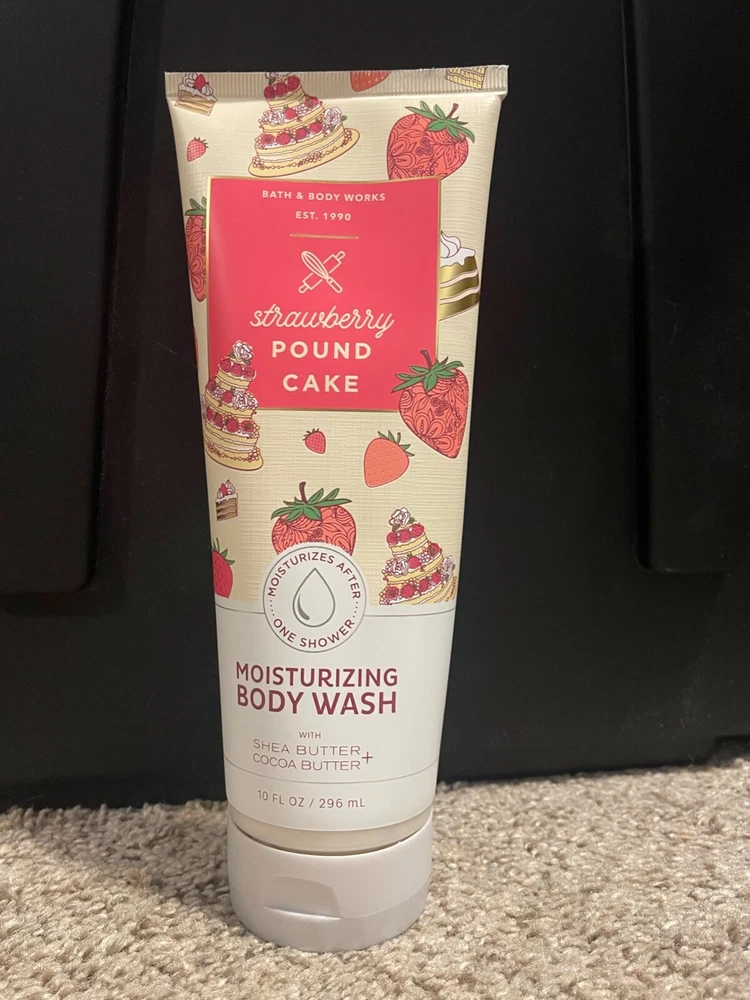 BATH & BODY WORKS
EST. 1990
strawberry
POUND
CAKE
MOISTURIZES AFTER
ONE SHOWER
MOISTURIZING
BODY WASH
WITH
SHEA BUTTER
COCOA BUTTER+
10 FL OZ / 296 mL